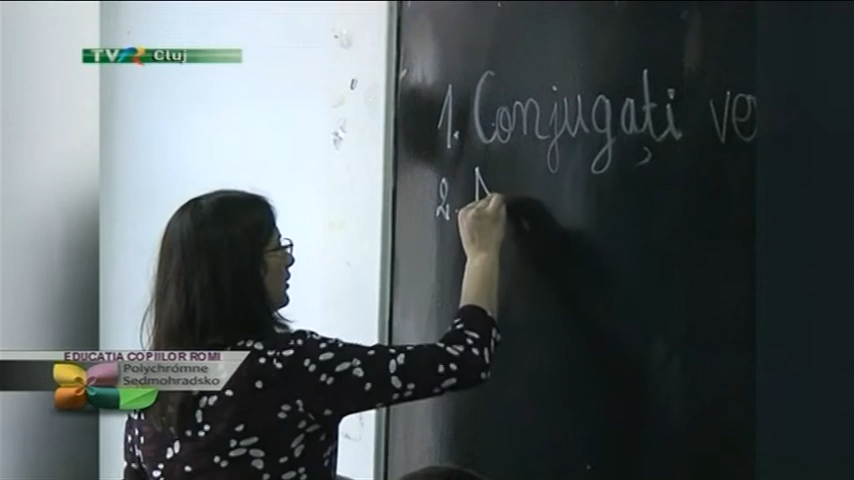 TVR Cluj
1. Conjugați ve
2.
EDUCATIA COPIILOR ROMI
Polychrómne
Sedmohradsko